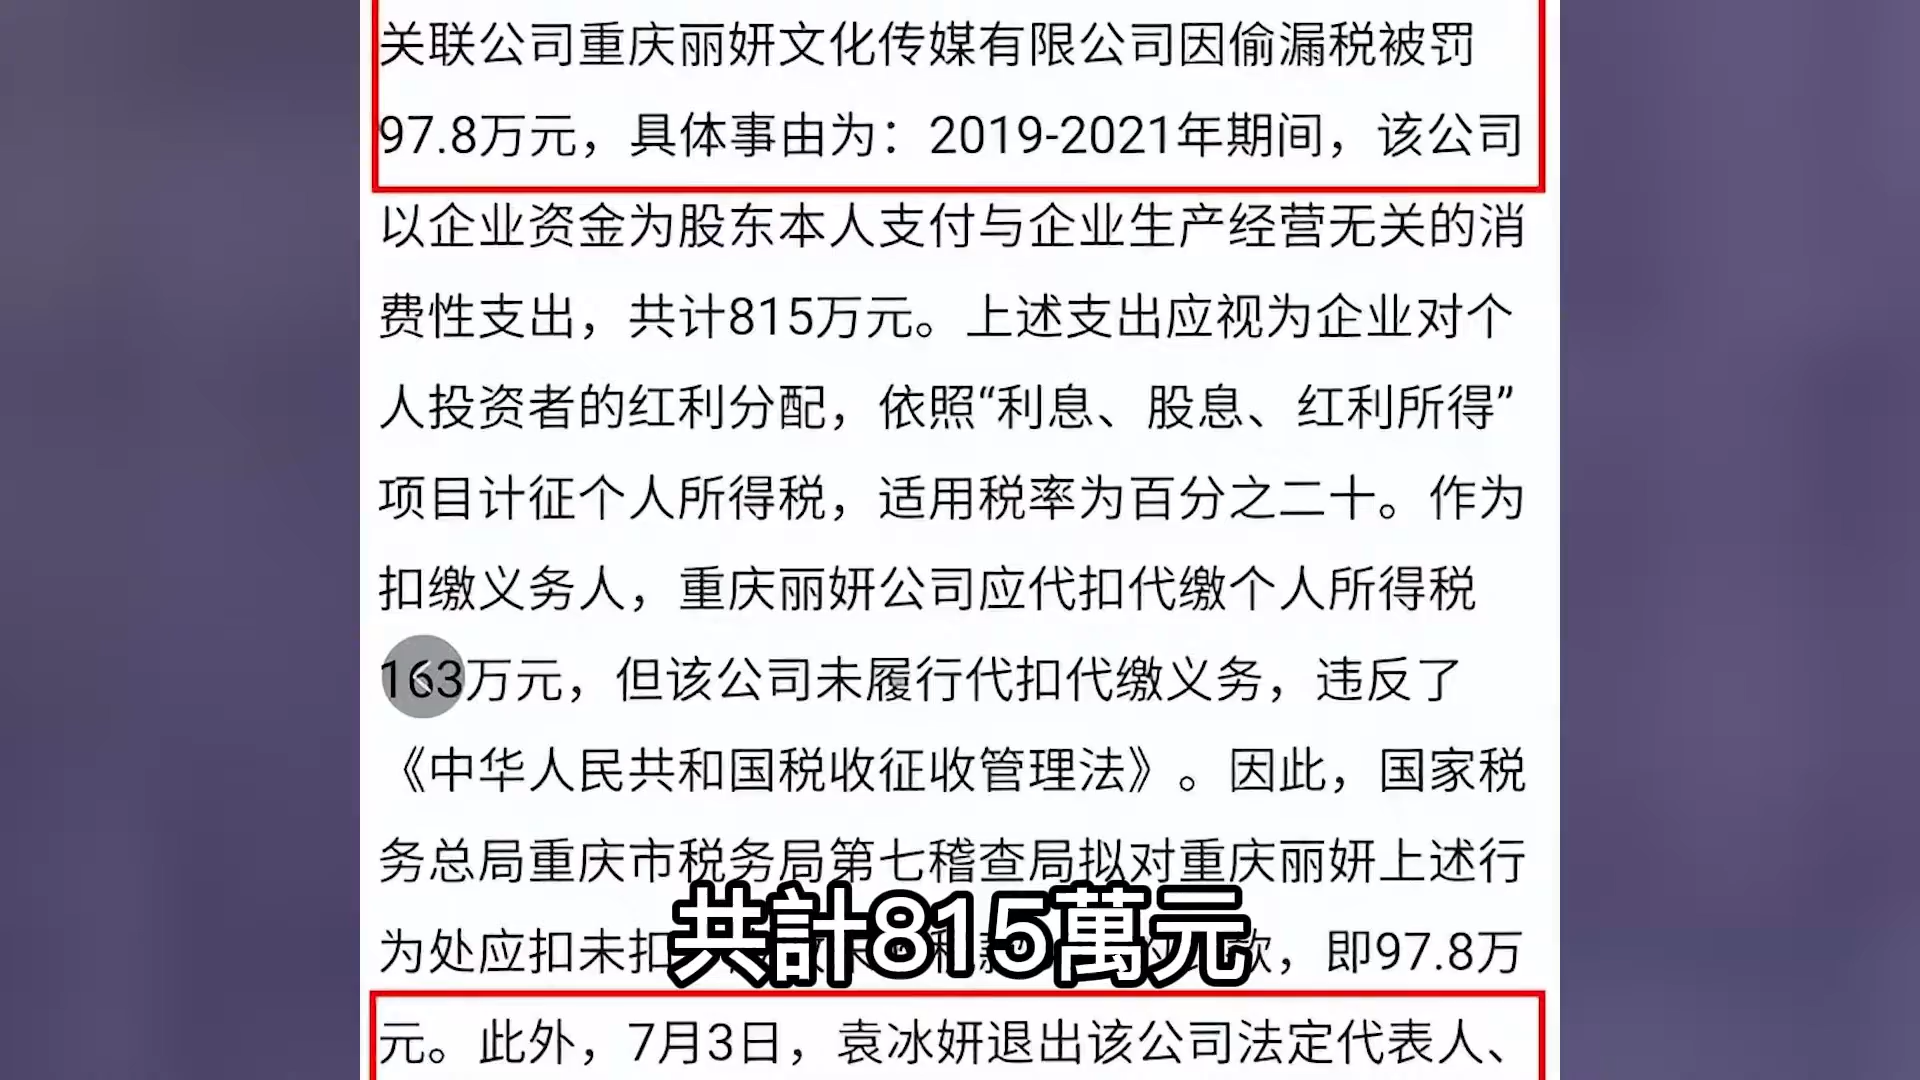 关联公司重庆丽妍文化传媒有限公司因偷漏税被罚
97.8万元，具体事由为：2019-2021年期间，该公司
以企业资金为股东本人支付与企业生产经营无关的消
费性支出，共计815万元。上述支出应视为企业对个
人投资者的红利分配，依照“利息、股息、红利所得”
项目计征个人所得税，适用税率为百分之二十。作为
扣缴义务人，重庆丽妍公司应代扣代缴个人所得税
163万元，但该公司未履行代扣代缴义务，违反了
《中华人民共和国税收征收管理法》。因此，国家税
务总局重庆市税务局第七稽查局拟对重庆丽妍上述行
为处应扣未扣 款，即97.8万
共計815萬元
元。此外，7月3日，袁冰妍退出该公司法定代表人、